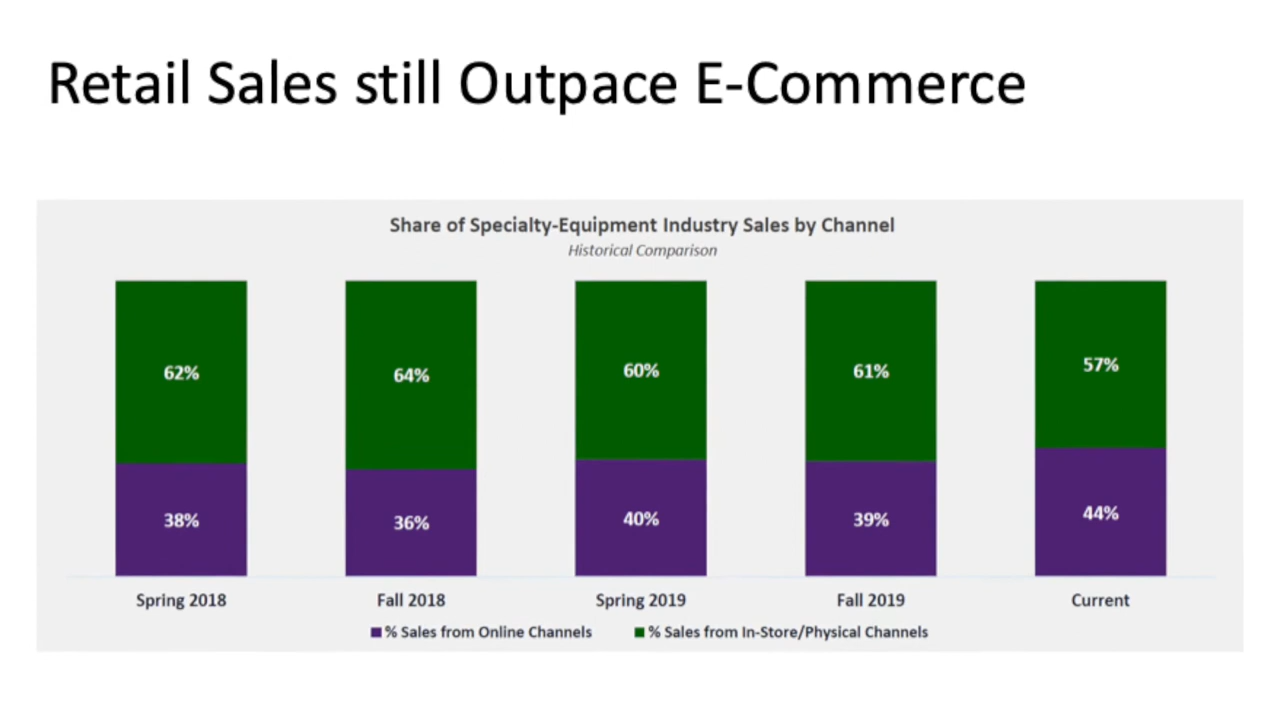 Retail Sales still Outpace E-Commerce
Share of Specialty-Equipment Industry Sales by Channel
Historical Comparison
62% 64% 60% 61% 57%
38% 36% 40% 39% 44%
Spring 2018 Fall 2018 Spring 2019 Fall 2019 Current
% Sales from Online Channels % Sales from In-Store/Physical Channels